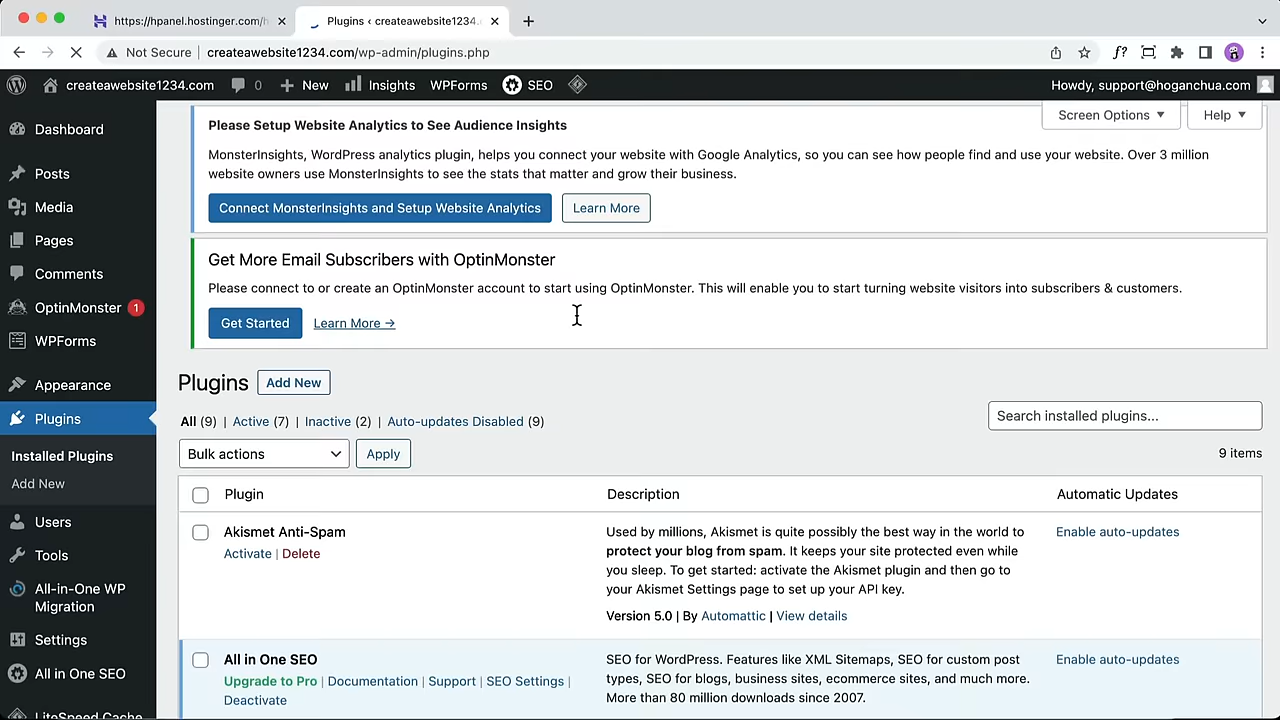 https://hpanel.hostinger.com/h
Plugins ‹ createawebsite1234.
Not Secure
createawebsite1234.com/wp-admin/plugins.php
f?
createawebsite1234.com
0
New
Insights
WPForms
SEO
Howdy, support@hoganchua.com
Dashboard
Posts
Media
Pages
Comments
OptinMonster 1
WPForms
Appearance
Plugins
Installed Plugins
Add New
Users
Tools
All-in-One WP
Migration
Settings
All in One SEO
LiteSpeed Cache
Screen Options
Help
Please Setup Website Analytics to See Audience Insights
MonsterInsights, WordPress analytics plugin, helps you connect your website with Google Analytics, so you can see how people find and use your website. Over 3 million
website owners use MonsterInsights to see the stats that matter and grow their business.
Connect MonsterInsights and Setup Website Analytics
Learn More
Get More Email Subscribers with OptinMonster
Please connect to or create an OptinMonster account to start using OptinMonster. This will enable you to start turning website visitors into subscribers & customers.
Get Started
Learn More →
Plugins
Add New
All (9) | Active (7) | Inactive (2) | Auto-updates Disabled (9)
Search installed plugins...
Bulk actions
Apply
9 items
Plugin
Description
Automatic Updates
Akismet Anti-Spam
Activate | Delete
Used by millions, Akismet is quite possibly the best way in the world to
protect your blog from spam. It keeps your site protected even while
you sleep. To get started: activate the Akismet plugin and then go to
your Akismet Settings page to set up your API key.
Version 5.0 | By Automattic | View details
Enable auto-updates
All in One SEO
Upgrade to Pro | Documentation | Support | SEO Settings |
Deactivate
SEO for WordPress. Features like XML Sitemaps, SEO for custom post
types, SEO for blogs, business sites, ecommerce sites, and much more.
More than 80 million downloads since 2007.
Enable auto-updates